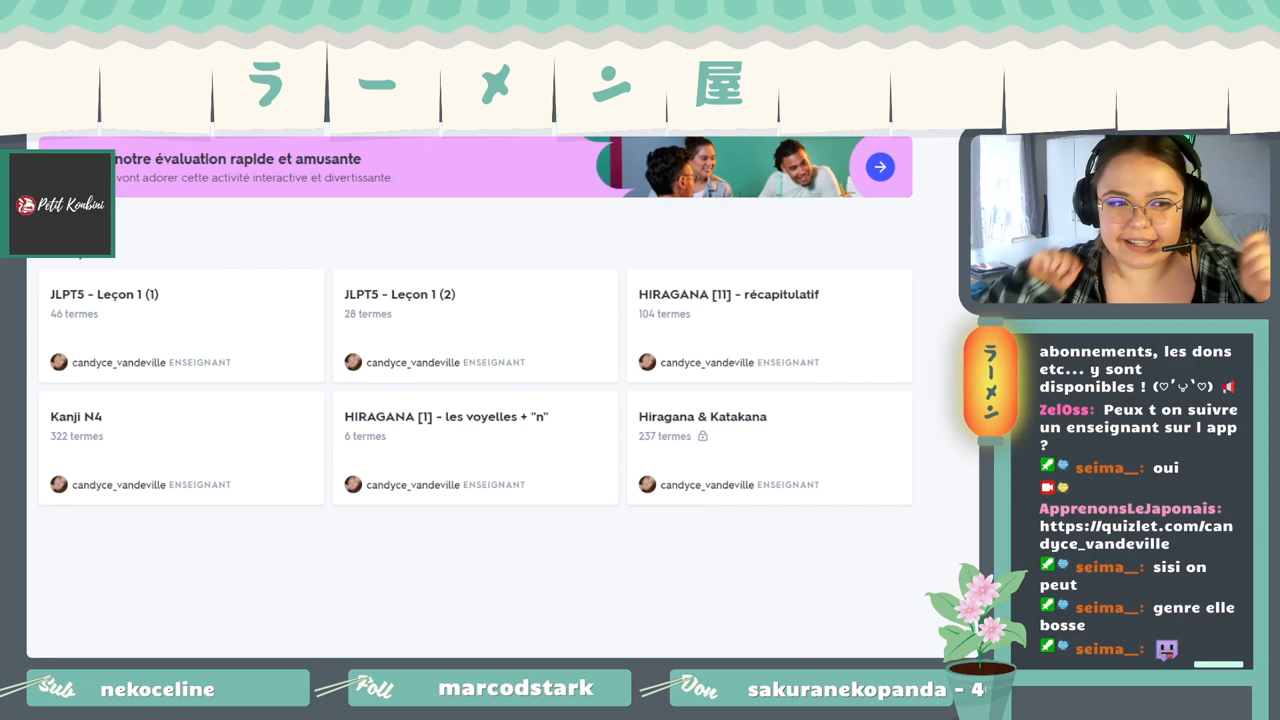 ラーメン屋
notre évaluation rapide et amusante
vont adorer cette activité interactive et divertissante.
Petit Konbini
JLPT5 - Leçon 1 (1)
46 termes
candyce_vandeville ENSEIGNANT
JLPT5 - Leçon 1 (2)
28 termes
candyce_vandeville ENSEIGNANT
HIRAGANA [11] - récapitulatif
104 termes
candyce_vandeville ENSEIGNANT
Kanji N4
322 termes
candyce_vandeville ENSEIGNANT
HIRAGANA [1] - les voyelles + "n"
6 termes
candyce_vandeville ENSEIGNANT
Hiragana & Katakana
237 termes
candyce_vandeville ENSEIGNANT
ラーメン
abonnements, les dons
etc... y sont
disponibles ! (♡˙ᵕ˙♡)
ZelOss: Peux t on suivre
un enseignant sur l app
?
seima__: oui
ApprenonsLeJaponais:
https://quizlet.com/can
dyce_vandeville
seima__: sisi on
peut
seima__: genre elle
bosse
seima__:
Sub nekoceline
Foll marcodstark
Don sakuranekopanda - 4